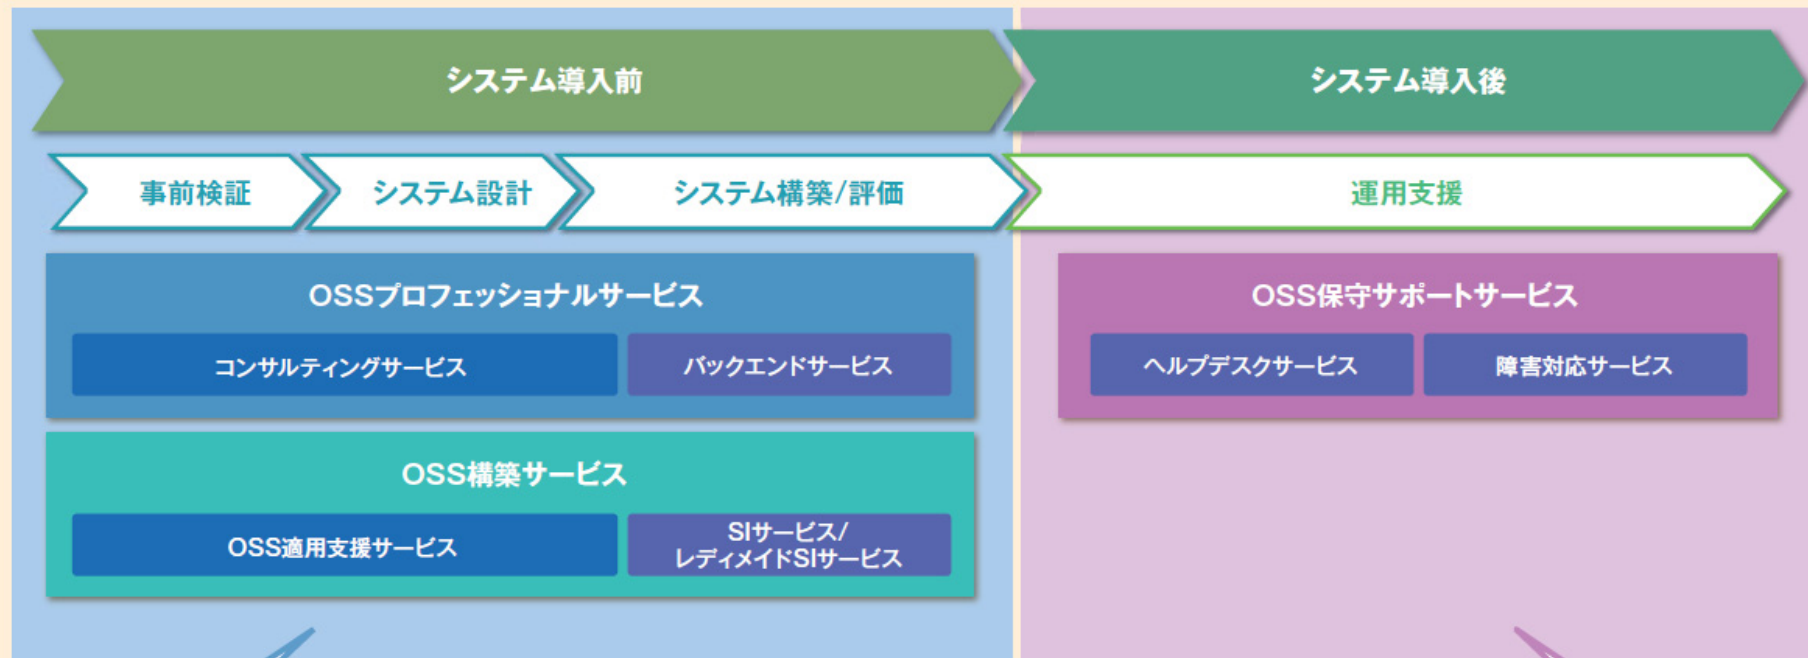 システム導入前
システム導入後
事前検証
システム設計
システム構築/評価
運用支援
OSSプロフェッショナルサービス
コンサルティングサービス
バックエンドサービス
OSS保守サポートサービス
ヘルプデスクサービス
障害対応サービス
OSS構築サービス
OSS適用支援サービス
SIサービス/
レディメイドSIサービス